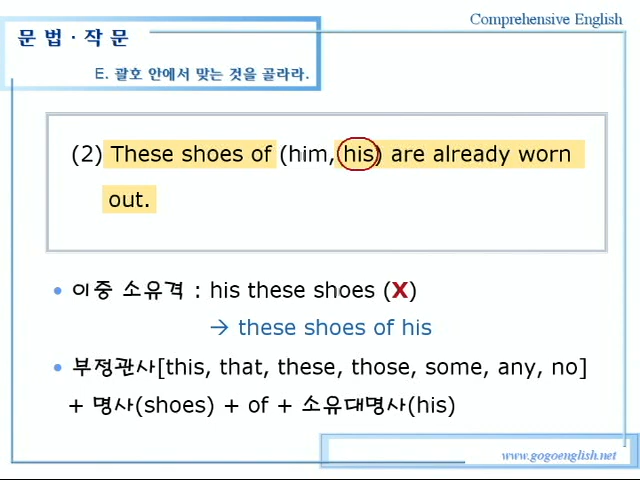 Comprehensive English
문법·작문
E. 괄호 안에서 맞는 것을 골라라.
(2) These shoes of (him, his) are already worn
out.
• 이중 소유격 : his these shoes (X)
→ these shoes of his
• 부정관사[this, that, these, those, some, any, no]
+ 명사(shoes) + of + 소유대명사(his)
www.gogoenglish.net